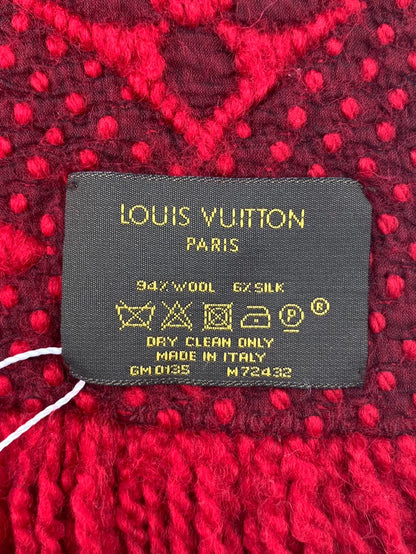 LOUIS VUITTON
PARIS
94% WOOL 6% SILK
P ®
DRY CLEAN ONLY
MADE IN ITALY
GM0135 M72432